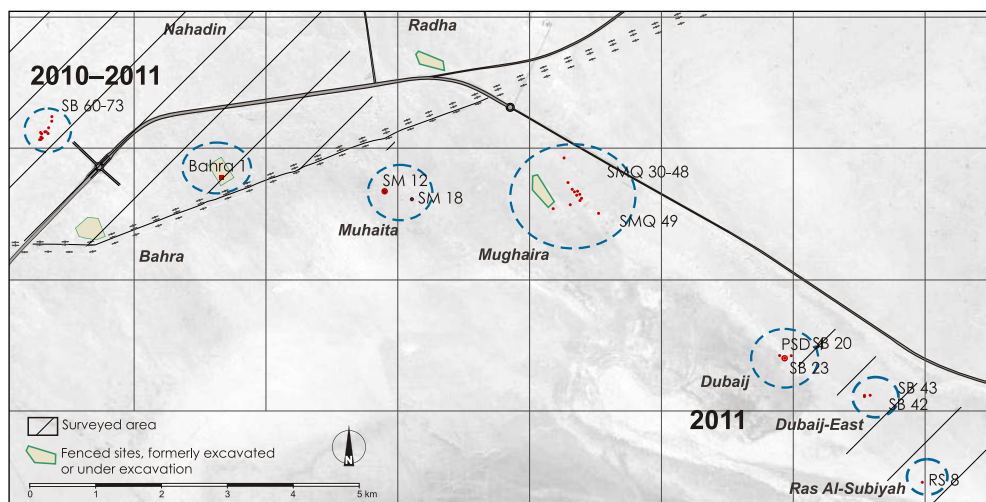 Nahadin
Radha
2010–2011
SB 60-73
Bahra 1
SM 12
SM 18
SMQ 30-48
SMQ 49
Muhaita
Mughaira
Bahra
PSD 4
SB 20
SB 23
Dubaij
SB 43
SB 42
2011
Dubaij-East
RS 8
Ras Al-Subiyah
Surveyed area
Fenced sites, formerly excavated
or under excavation
N
0 1 2 3 4 5 km